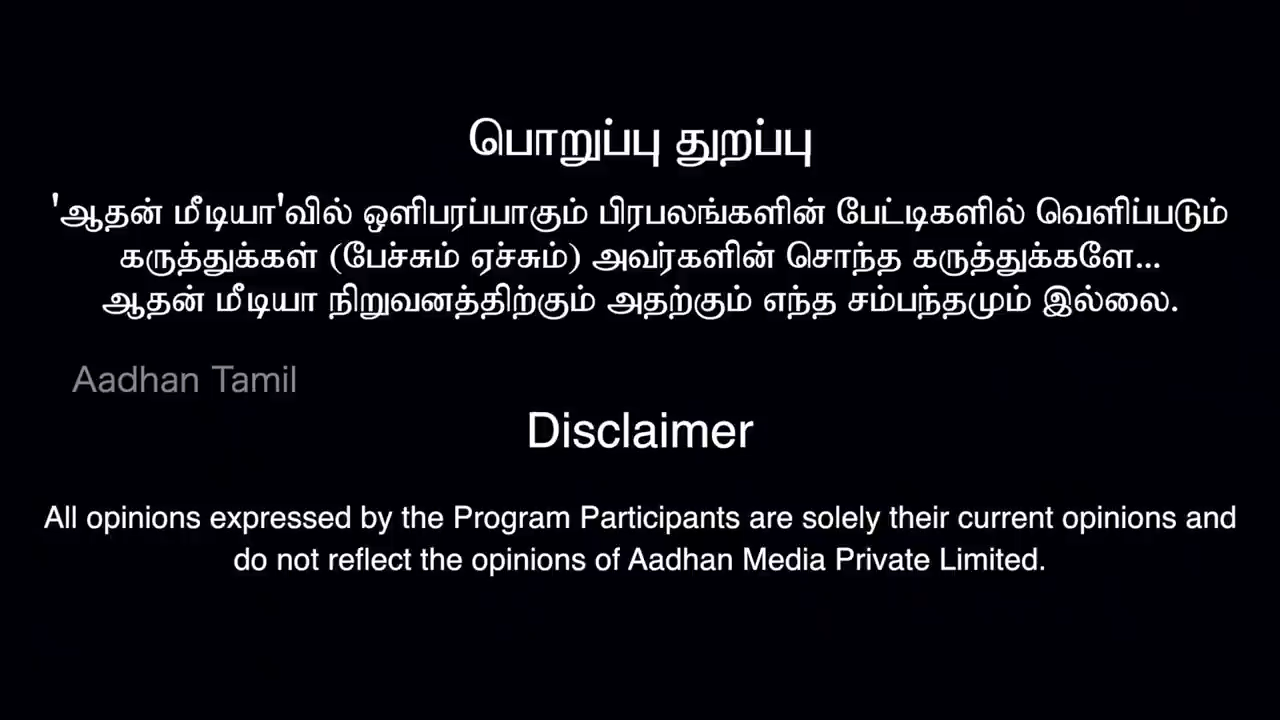 பொறுப்பு துறப்பு
'ஆதன் மீடியா'வில் ஒளிபரப்பாகும் பிரபலங்களின் பேட்டிகளில் வெளிப்படும்
கருத்துக்கள் (பேச்சும் ஏச்சும்) அவர்களின் சொந்த கருத்துக்களே...
ஆதன் மீடியா நிறுவனத்திற்கும் அதற்கும் எந்த சம்பந்தமும் இல்லை.
Aadhan Tamil
Disclaimer
All opinions expressed by the Program Participants are solely their current opinions and
do not reflect the opinions of Aadhan Media Private Limited.